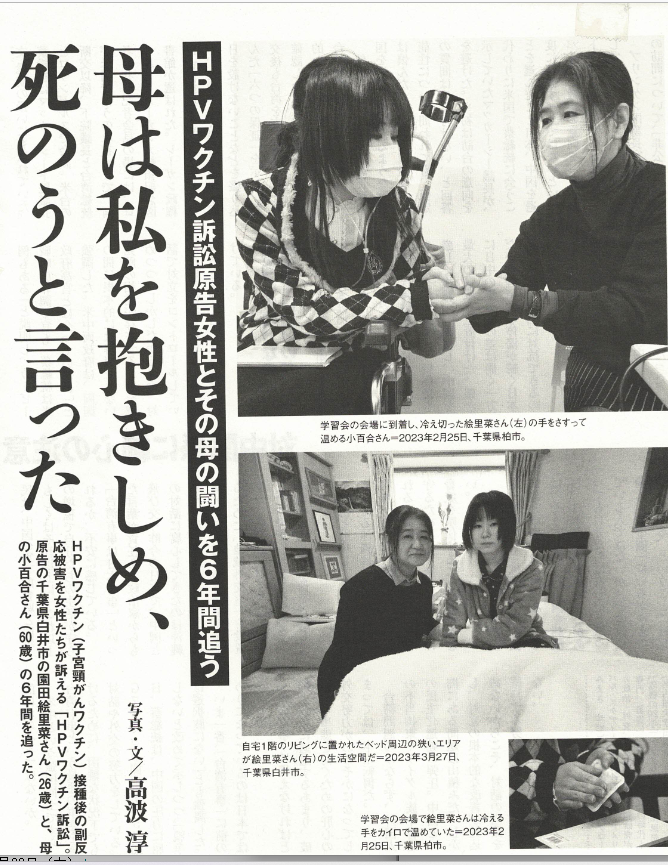 HPVワクチン訴訟原告女性とその母の闘いを6年間追う
母は私を抱きしめ、
死のうと言った
HPVワクチン（子宮頸がんワクチン）接種後の副反
応被害を女性たちが訴える「HPVワクチン訴訟」。
原告の千葉県白井市の園田絵里菜さん（26歳）と、母
の小百合さん（60歳）の6年間を追った。
写真・文／高波 淳
学習会の会場に到着し、冷え切った絵里菜さん（左）の手をさすって
温める小百合さん＝2023年2月25日、千葉県柏市。
自宅1階のリビングに置かれたベッド周辺の狭いエリア
が絵里菜さん（右）の生活空間だ＝2023年3月27日、
千葉県白井市。
学習会の会場で絵里菜さんは冷える
手をカイロで温めていた＝2023年2
月25日、千葉県柏市。